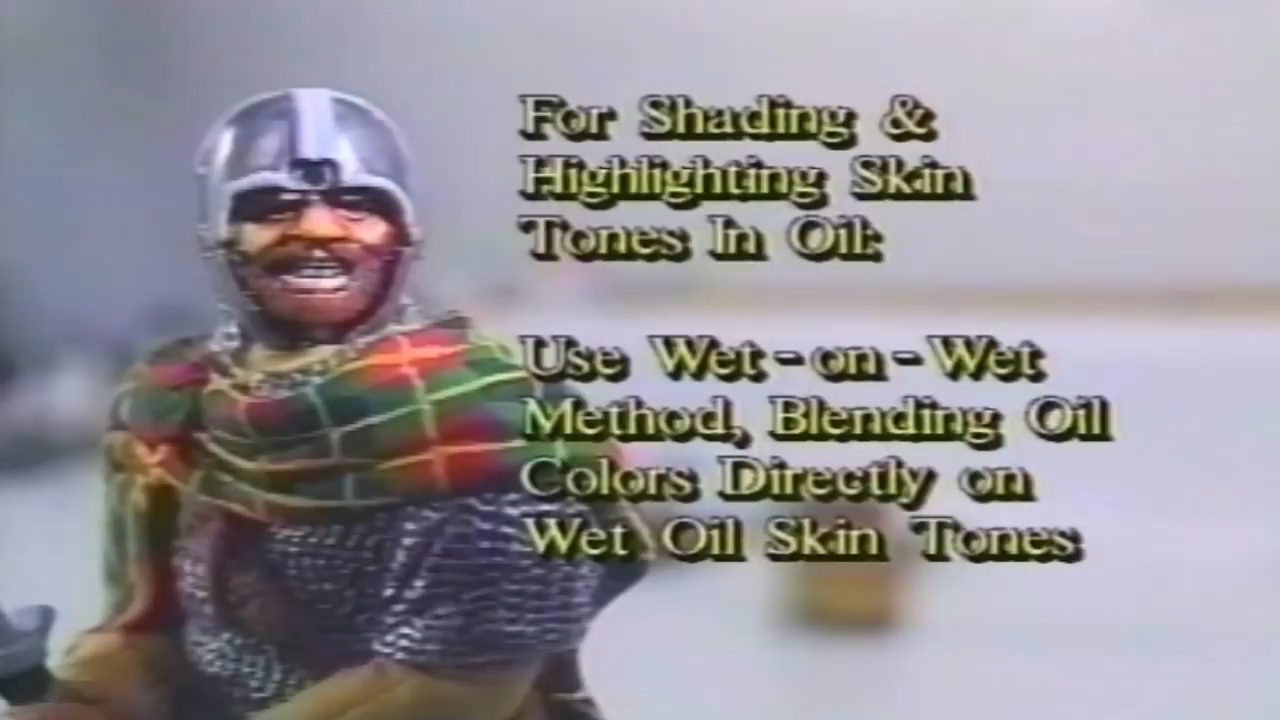 For Shading &
Highlighting Skin
Tones In Oil:
Use Wet-on-Wet
Method, Blending Oil
Colors Directly on
Wet Oil Skin Tones